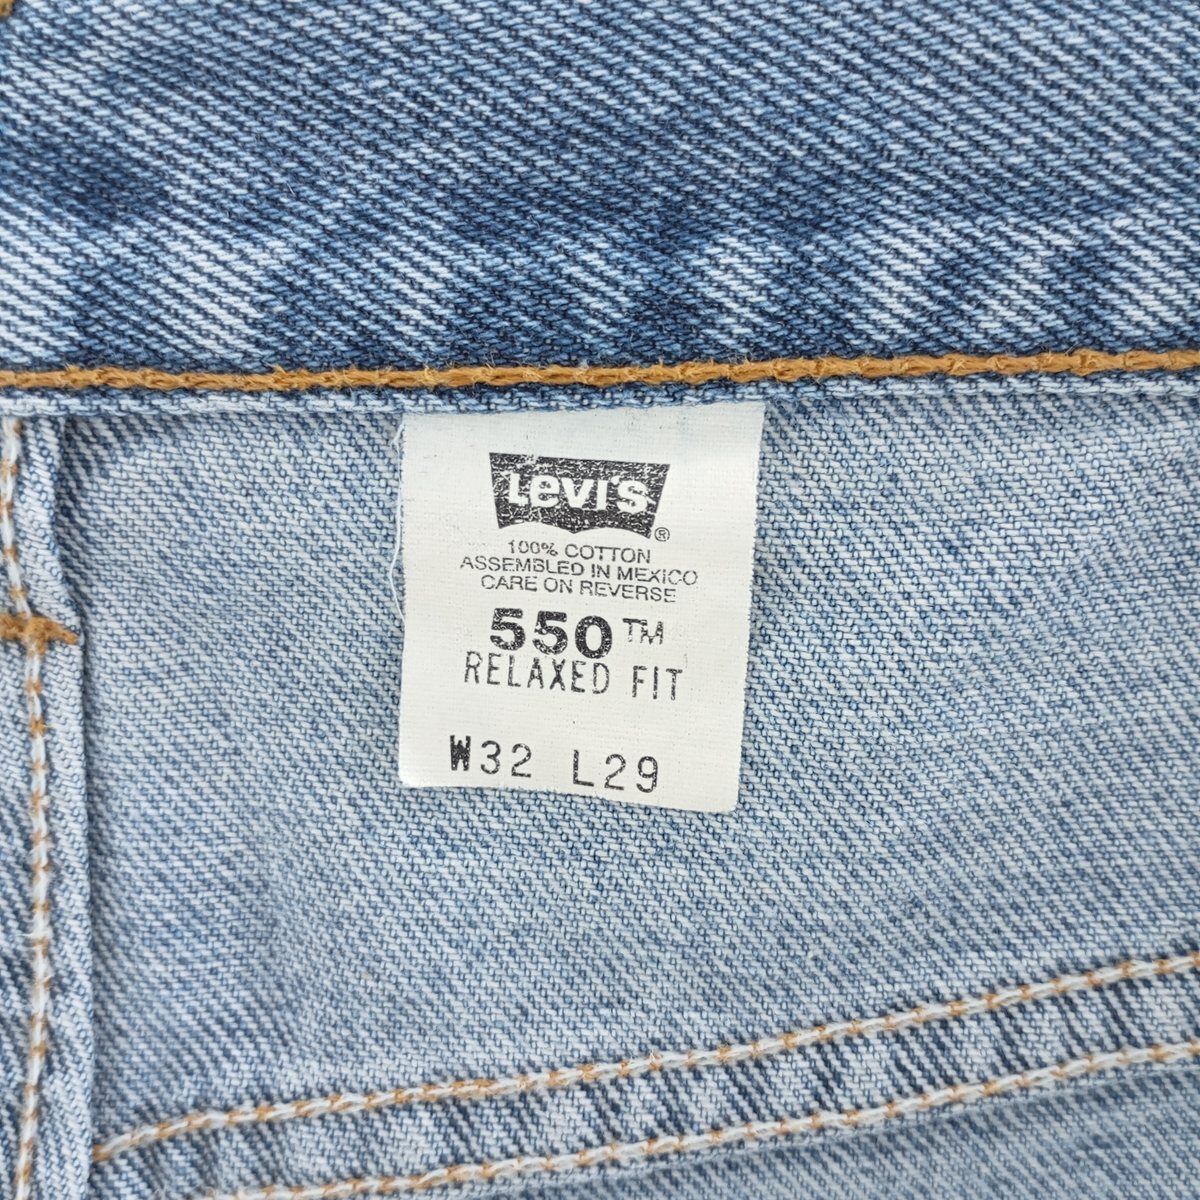 Levi's®
100% COTTON
ASSEMBLED IN MEXICO
CARE ON REVERSE
550™
RELAXED FIT
W32 L29